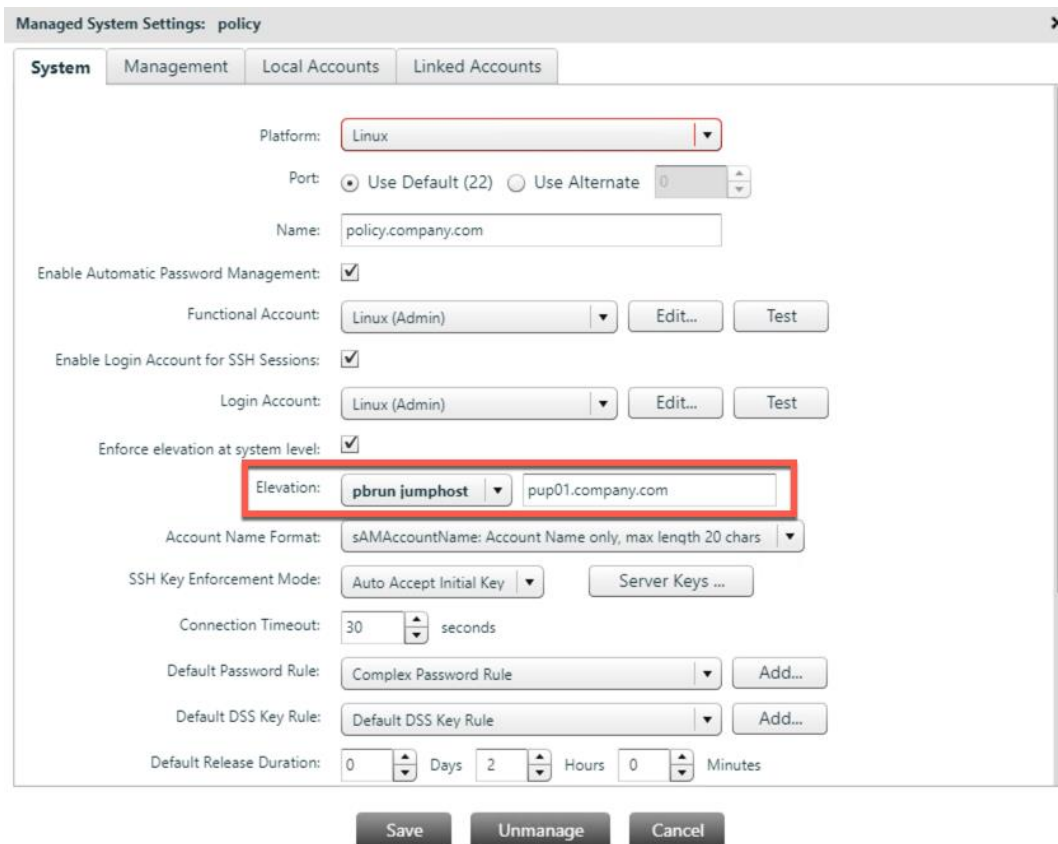 Managed System Settings: policy
System Management Local Accounts Linked Accounts
Platform: Linux
Port: Use Default (22) Use Alternate 0
Name: policy.company.com
Enable Automatic Password Management:
Functional Account: Linux (Admin) Edit... Test
Enable Login Account for SSH Sessions:
Login Account: Linux (Admin) Edit... Test
Enforce elevation at system level:
Elevation: pbrun jumphost pup01.company.com
Account Name Format: sAMAccountName: Account Name only, max length 20 chars
SSH Key Enforcement Mode: Auto Accept Initial Key Server Keys ...
Connection Timeout: 30 seconds
Default Password Rule: Complex Password Rule Add...
Default DSS Key Rule: Default DSS Key Rule Add...
Default Release Duration: 0 Days 2 Hours 0 Minutes
Save Unmanage Cancel